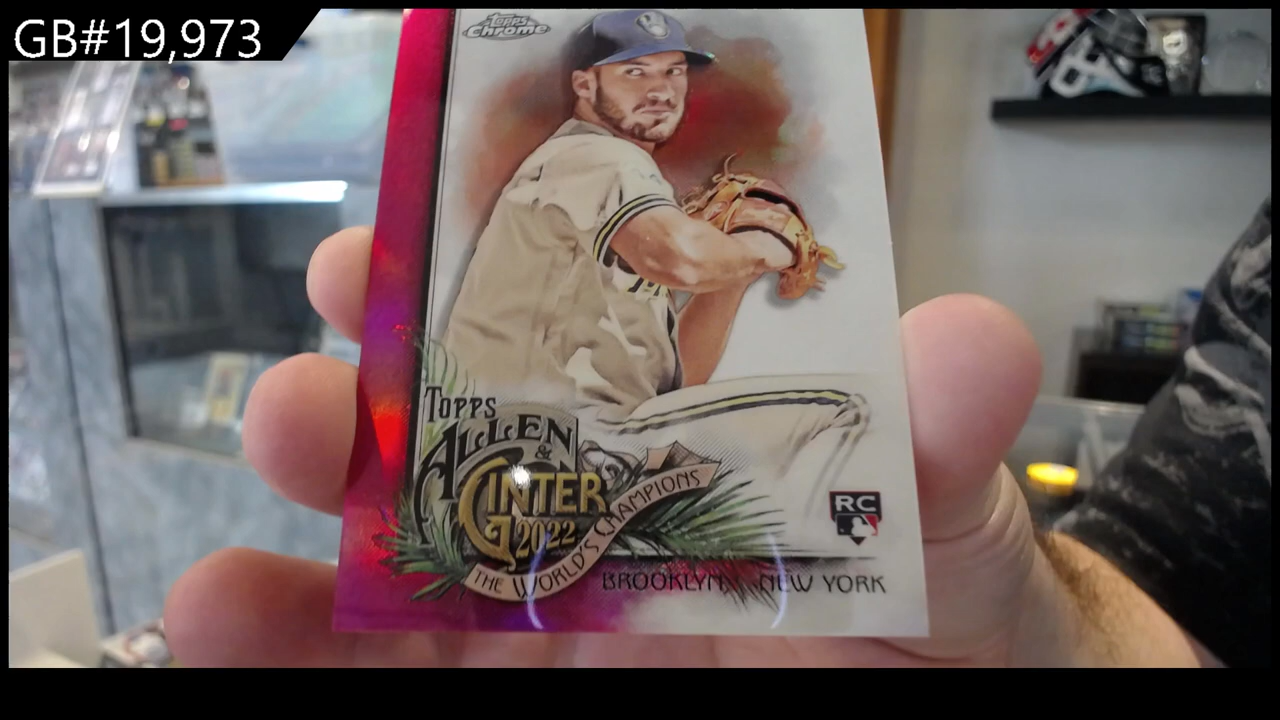 GB#19,973
Topps
Chrome
TOPPS
ALLEN
&
GINTER
2022
THE WORLD'S CHAMPIONS
RC
BROOKLYN NEW YORK